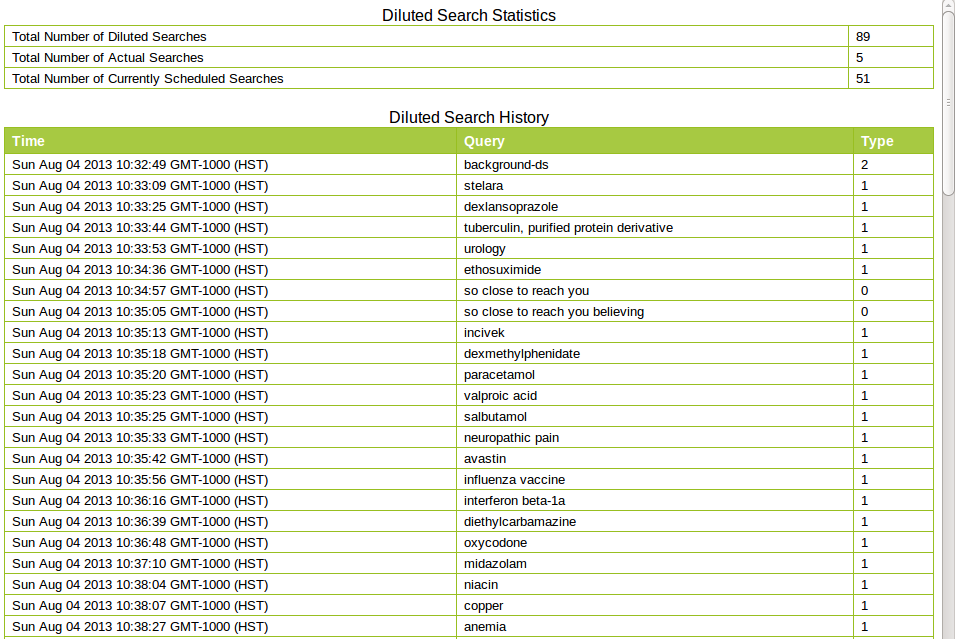 Diluted Search Statistics
Total Number of Diluted Searches 89
Total Number of Actual Searches 5
Total Number of Currently Scheduled Searches 51
Diluted Search History
Time Query Type
Sun Aug 04 2013 10:32:49 GMT-1000 (HST) background-ds 2
Sun Aug 04 2013 10:33:09 GMT-1000 (HST) stelara 1
Sun Aug 04 2013 10:33:25 GMT-1000 (HST) dexlansoprazole 1
Sun Aug 04 2013 10:33:44 GMT-1000 (HST) tuberculin, purified protein derivative 1
Sun Aug 04 2013 10:33:53 GMT-1000 (HST) urology 1
Sun Aug 04 2013 10:34:36 GMT-1000 (HST) ethosuximide 1
Sun Aug 04 2013 10:34:57 GMT-1000 (HST) so close to reach you 0
Sun Aug 04 2013 10:35:05 GMT-1000 (HST) so close to reach you believing 0
Sun Aug 04 2013 10:35:13 GMT-1000 (HST) incivek 1
Sun Aug 04 2013 10:35:18 GMT-1000 (HST) dexmethylphenidate 1
Sun Aug 04 2013 10:35:20 GMT-1000 (HST) paracetamol 1
Sun Aug 04 2013 10:35:23 GMT-1000 (HST) valproic acid 1
Sun Aug 04 2013 10:35:25 GMT-1000 (HST) salbutamol 1
Sun Aug 04 2013 10:35:33 GMT-1000 (HST) neuropathic pain 1
Sun Aug 04 2013 10:35:42 GMT-1000 (HST) avastin 1
Sun Aug 04 2013 10:35:56 GMT-1000 (HST) influenza vaccine 1
Sun Aug 04 2013 10:36:16 GMT-1000 (HST) interferon beta-1a 1
Sun Aug 04 2013 10:36:39 GMT-1000 (HST) diethylcarbamazine 1
Sun Aug 04 2013 10:36:48 GMT-1000 (HST) oxycodone 1
Sun Aug 04 2013 10:37:10 GMT-1000 (HST) midazolam 1
Sun Aug 04 2013 10:38:04 GMT-1000 (HST) niacin 1
Sun Aug 04 2013 10:38:07 GMT-1000 (HST) copper 1
Sun Aug 04 2013 10:38:27 GMT-1000 (HST) anemia 1